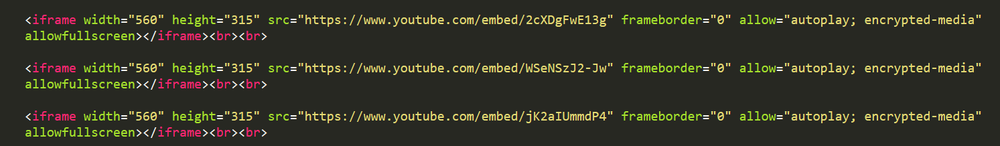 <iframe width="560" height="315" src="https://www.youtube.com/embed/2cXDgFwE13g" frameborder="0" allow="autoplay; encrypted-media"
allowfullscreen></iframe><br><br>
<iframe width="560" height="315" src="https://www.youtube.com/embed/WSeNSzJ2-Jw" frameborder="0" allow="autoplay; encrypted-media"
allowfullscreen></iframe><br><br>
<iframe width="560" height="315" src="https://www.youtube.com/embed/jK2aIUmmdP4" frameborder="0" allow="autoplay; encrypted-media"
allowfullscreen></iframe><br><br>